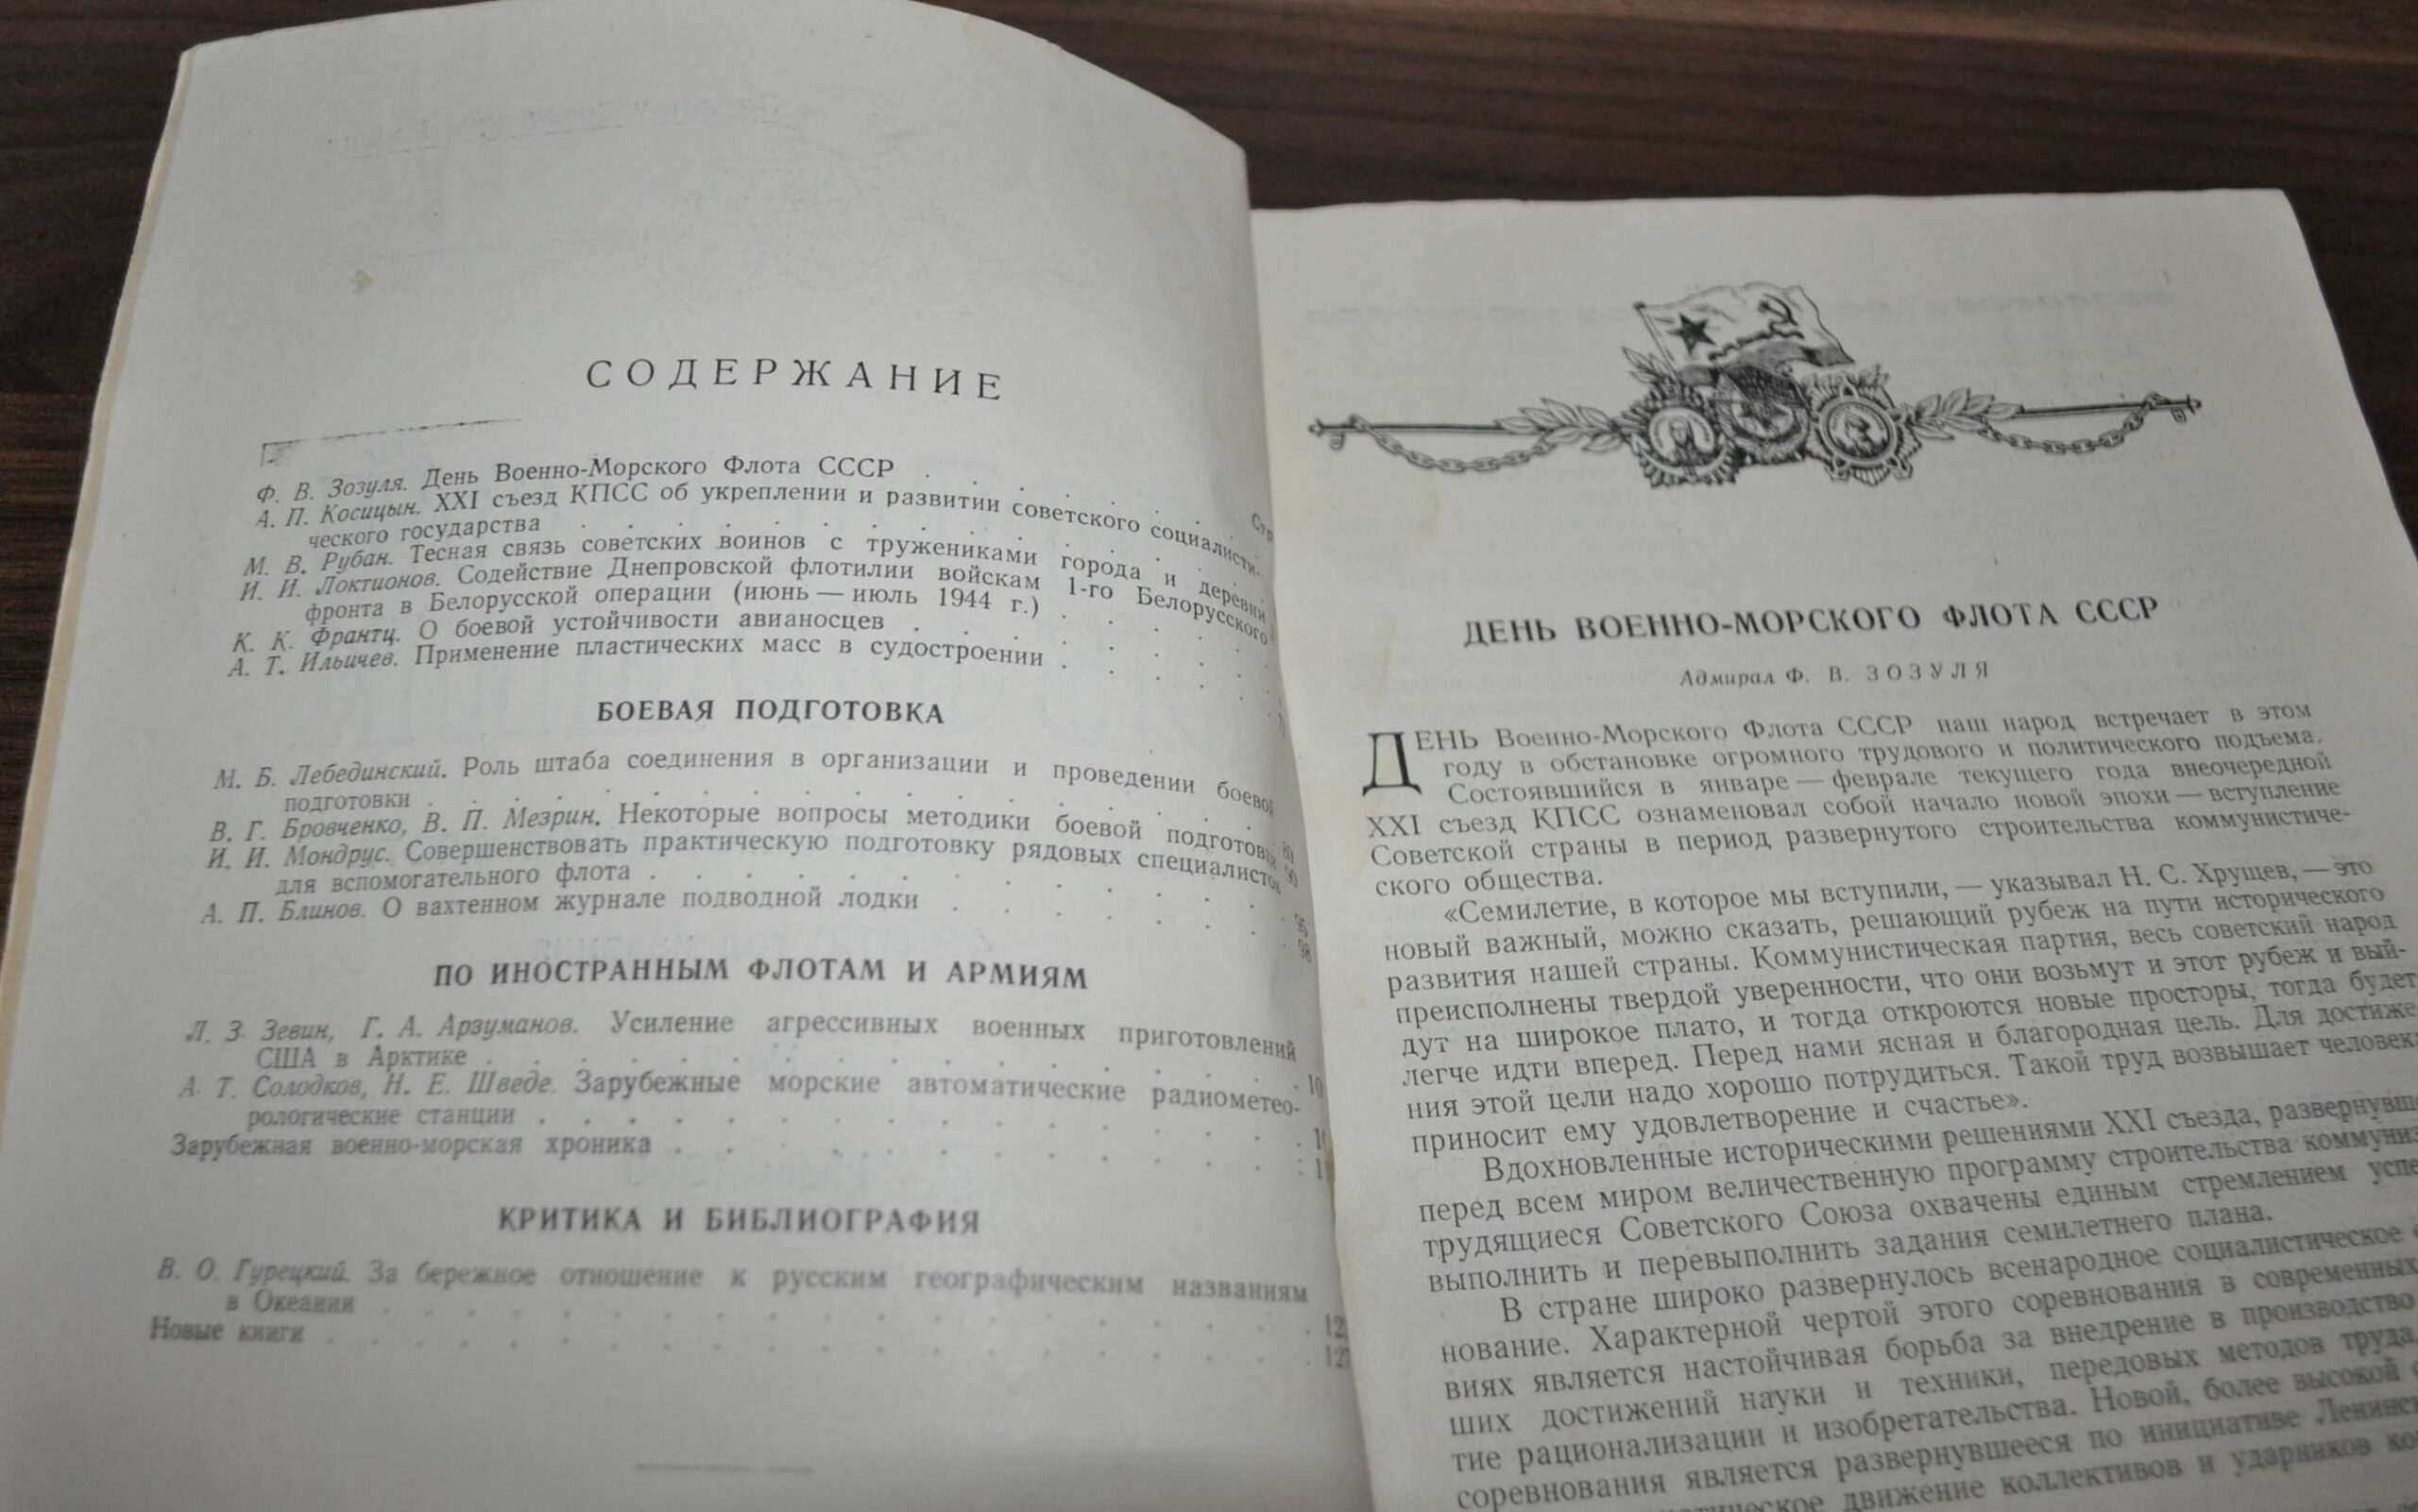 СОДЕРЖАНИЕ
Стр
Ф. В. Зозуля. День Военно-Морского Флота СССР
А. П. Косицын. XXI съезд КПСС об укреплении и развитии советского социалисти-
ческого государства
М. В. Рубан. Тесная связь советских воинов с тружениками города и деревни
И. И. Локтионов. Содействие Днепровской флотилии войскам 1-го Белорусского
фронта в Белорусской операции (июнь — июль 1944 г.)
К. К. Франтц. О боевой устойчивости авианосцев
А. Т. Ильичев. Применение пластических масс в судостроении
БОЕВАЯ ПОДГОТОВКА
М. Б. Лебединский. Роль штаба соединения в организации и проведении боевой
подготовки
В. Г. Бровченко, В. П. Мезрин. Некоторые вопросы методики боевой подготовки
И. И. Мондрус. Совершенствовать практическую подготовку рядовых специалистов
для вспомогательного флота
А. П. Блинов. О вахтенном журнале подводной лодки . 98
ПО ИНОСТРАННЫМ ФЛОТАМ И АРМИЯМ
Л. З. Зевин, Г. А. Арзуманов. Усиление агрессивных военных приготовлений
США в Арктике
А. Т. Солодков, Н. Е. Шведе. Зарубежные морские автоматические радиометео-
рологические станции
Зарубежная военно-морская хроника
КРИТИКА И БИБЛИОГРАФИЯ
В. О. Гурецкий. За бережное отношение к русским географическим названиям
в Океании
Новые книги
ДЕНЬ ВОЕННО-МОРСКОГО ФЛОТА СССР
Адмирал Ф. В. ЗОЗУЛЯ
ДЕНЬ Военно-Морского Флота СССР наш народ встречает в этом
году в обстановке огромного трудового и политического подъема.
Состоявшийся в январе — феврале текущего года внеочередной
XXI съезд КПСС ознаменовал собой начало новой эпохи — вступление
Советской страны в период развернутого строительства коммунистиче-
ского общества.
«Семилетие, в которое мы вступили, — указывал Н. С. Хрущев, — это
новый важный, можно сказать, решающий рубеж на пути исторического
развития нашей страны. Коммунистическая партия, весь советский народ
преисполнены твердой уверенности, что они возьмут и этот рубеж и вый-
дут на широкое плато, и тогда откроются новые просторы, тогда будет
легче идти вперед. Перед нами ясная и благородная цель. Для достиже
ния этой цели надо хорошо потрудиться. Такой труд возвышает человека
приносит ему удовлетворение и счастье».
Вдохновленные историческими решениями XXI съезда, развернувш
перед всем миром величественную программу строительства коммуниз
трудящиеся Советского Союза охвачены единым стремлением успе
выполнить и перевыполнить задания семилетнего плана.
В стране широко развернулось всенародное социалистическое
нование. Характерной чертой этого соревнования в современных
виях является настойчивая борьба за внедрение в производство
ших достижений науки и техники, передовых методов труда,
тие рационализации и изобретательства. Новой, более высокой
соревнования является развернувшееся по инициативе Ленинс
движение коллективов и ударников ко